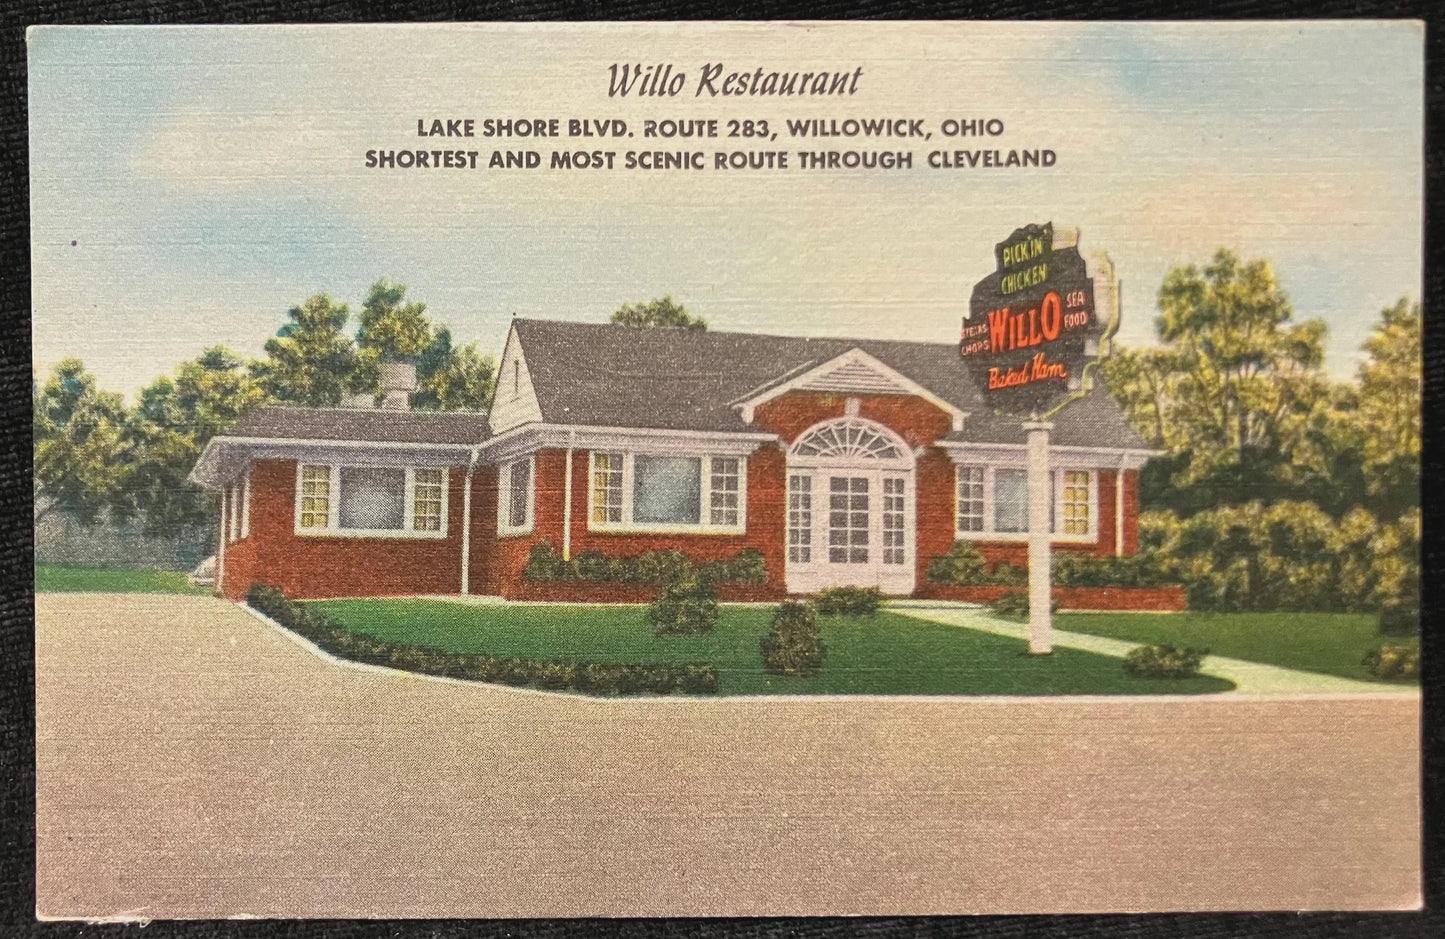 Willo Restaurant
LAKE SHORE BLVD. ROUTE 283, WILLOWICK, OHIO
SHORTEST AND MOST SCENIC ROUTE THROUGH CLEVELAND
PICKIN
CHICKEN
STEAKS
CHOPS
WILLO
SEA
FOOD
Baked Ham